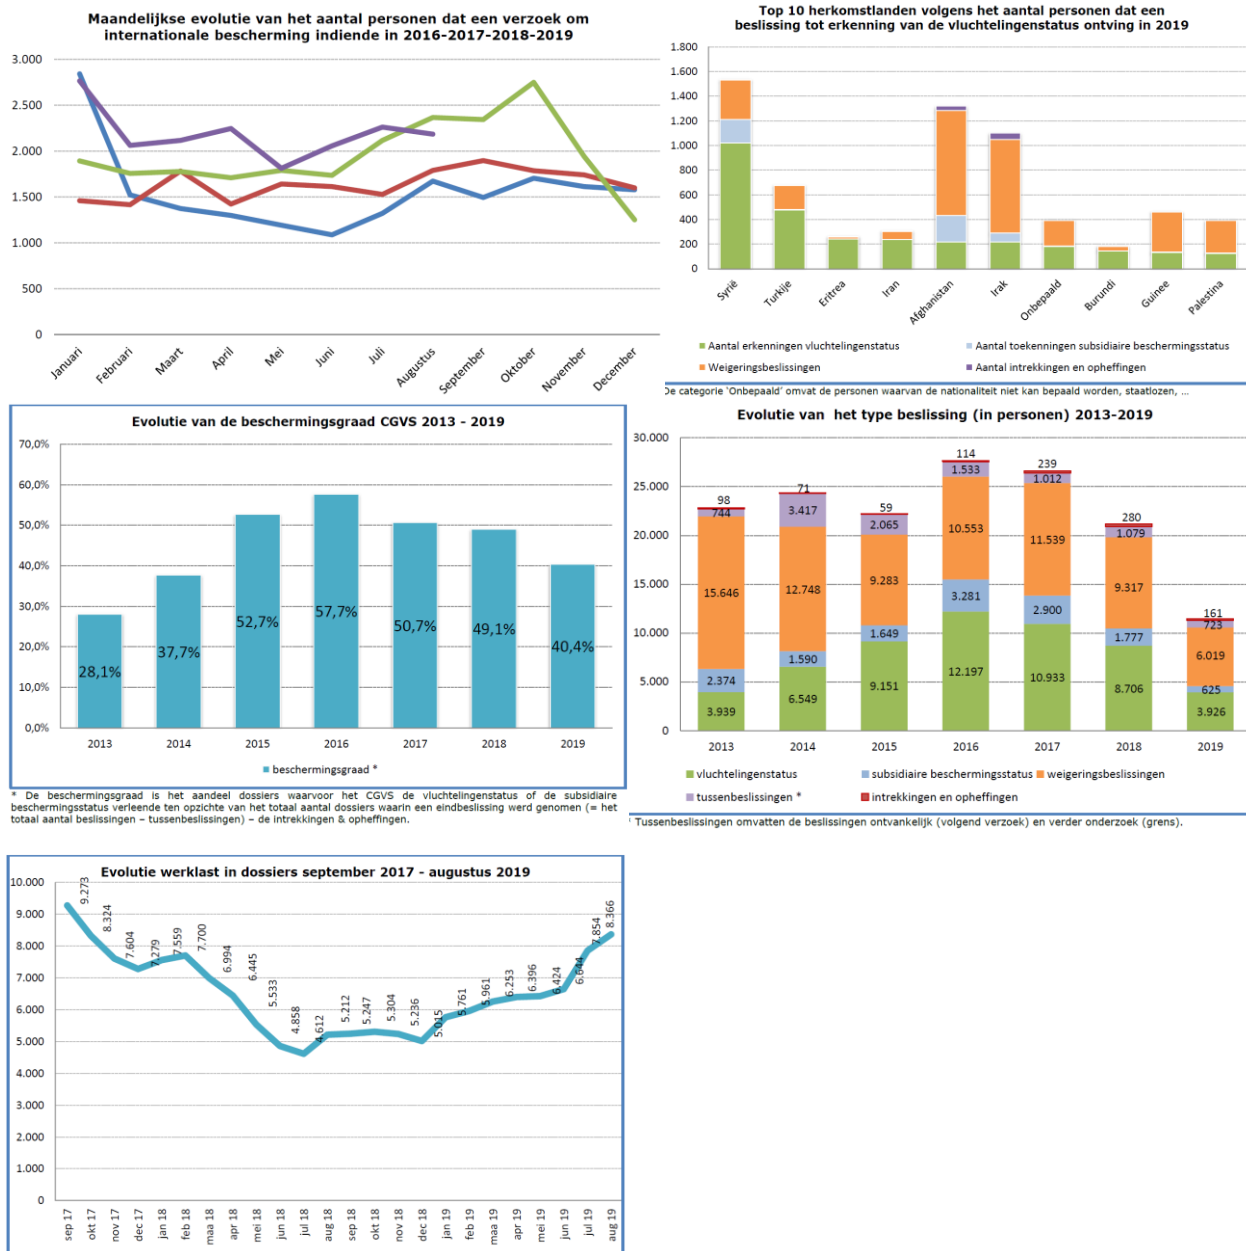 Maandelijkse evolutie van het aantal personen dat een verzoek om
internationale bescherming indiende in 2016-2017-2018-2019
3.000
2.500
2.000
1.500
1.000
500
0
Januari
Februari
Maart
April
Mei
Juni
Juli
Augustus
September
Oktober
November
December
Top 10 herkomstlanden volgens het aantal personen dat een
beslissing tot erkenning van de vluchtelingenstatus ontving in 2019
1.800
1.600
1.400
1.200
1.000
800
600
400
200
0
Syrië
Turkije
Eritrea
Iran
Afghanistan
Irak
Onbepaald
Burundi
Guinee
Palestina
Aantal erkenningen vluchtelingenstatus
Aantal toekenningen subsidiaire beschermingsstatus
Weigeringsbeslissingen
Aantal intrekkingen en opheffingen
De categorie 'Onbepaald' omvat de personen waarvan de nationaliteit niet kan bepaald worden, staatlozen, ...
Evolutie van de beschermingsgraad CGVS 2013 - 2019
70,0%
60,0%
50,0%
40,0%
30,0%
20,0%
10,0%
0,0%
28,1%
37,7%
52,7%
57,7%
50,7%
49,1%
40,4%
2013
2014
2015
2016
2017
2018
2019
beschermingsgraad *
* De beschermingsgraad is het aandeel dossiers waarvoor het CGVS de vluchtelingenstatus of de subsidiaire
beschermingsstatus verleende ten opzichte van het totaal aantal dossiers waarin een eindbeslissing werd genomen (= het
totaal aantal beslissingen – tussenbeslissingen) – de intrekkingen & opheffingen.
Evolutie van het type beslissing (in personen) 2013-2019
30.000
25.000
20.000
15.000
10.000
5.000
0
98
744
15.646
2.374
3.939
71
3.417
12.748
1.590
6.549
59
2.065
9.283
1.649
9.151
114
1.533
10.553
3.281
12.197
239
1.012
11.539
2.900
10.933
280
1.079
9.317
1.777
8.706
161
723
6.019
625
3.926
2013
2014
2015
2016
2017
2018
2019
vluchtelingenstatus
subsidiaire beschermingsstatus
weigeringsbeslissingen
tussenbeslissingen *
intrekkingen en opheffingen
* Tussenbeslissingen omvatten de beslissingen ontvankelijk (volgend verzoek) en verder onderzoek (grens).
Evolutie werklast in dossiers september 2017 - augustus 2019
10.000
9.000
8.000
7.000
6.000
5.000
4.000
3.000
2.000
1.000
0
9.273
8.324
7.604
7.279
7.559
7.700
6.994
6.445
5.533
4.858
4.612
5.212
5.247
5.304
5.236
5.015
5.761
5.961
6.253
6.396
6.424
6.644
7.854
8.366
sep 17
okt 17
nov 17
dec 17
jan 18
feb 18
maa 18
apr 18
mei 18
jun 18
jul 18
aug 18
sep 18
okt 18
nov 18
dec 18
jan 19
feb 19
maa 19
apr 19
mei 19
jun 19
jul 19
aug 19